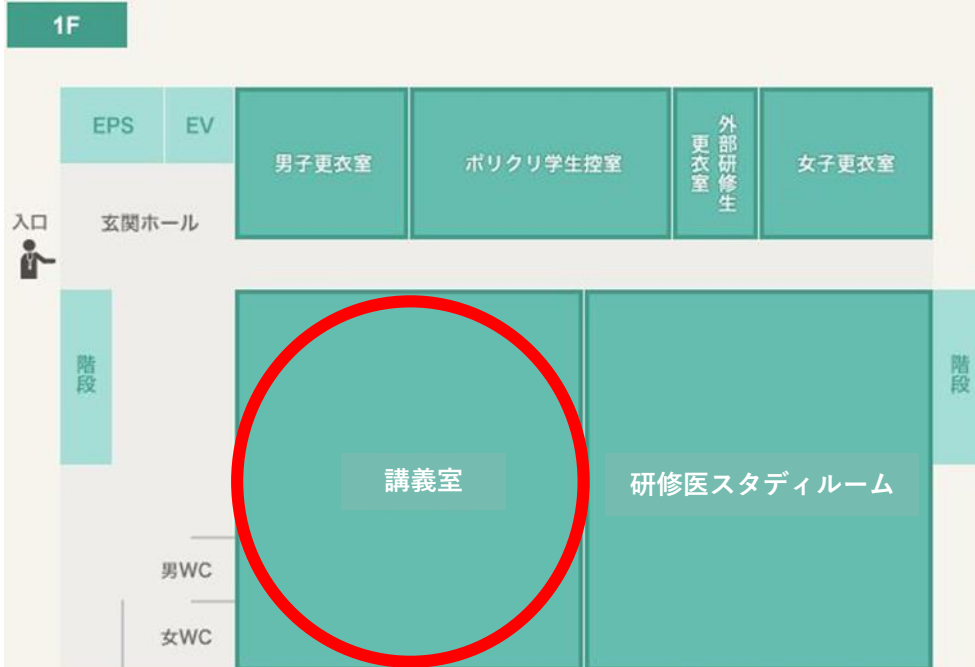 1F
EPS
EV
男子更衣室
ポリクリ学生控室
外部研修生
更衣室
女子更衣室
入口
玄関ホール
階段
階段
講義室
研修医スタディルーム
男WC
女WC